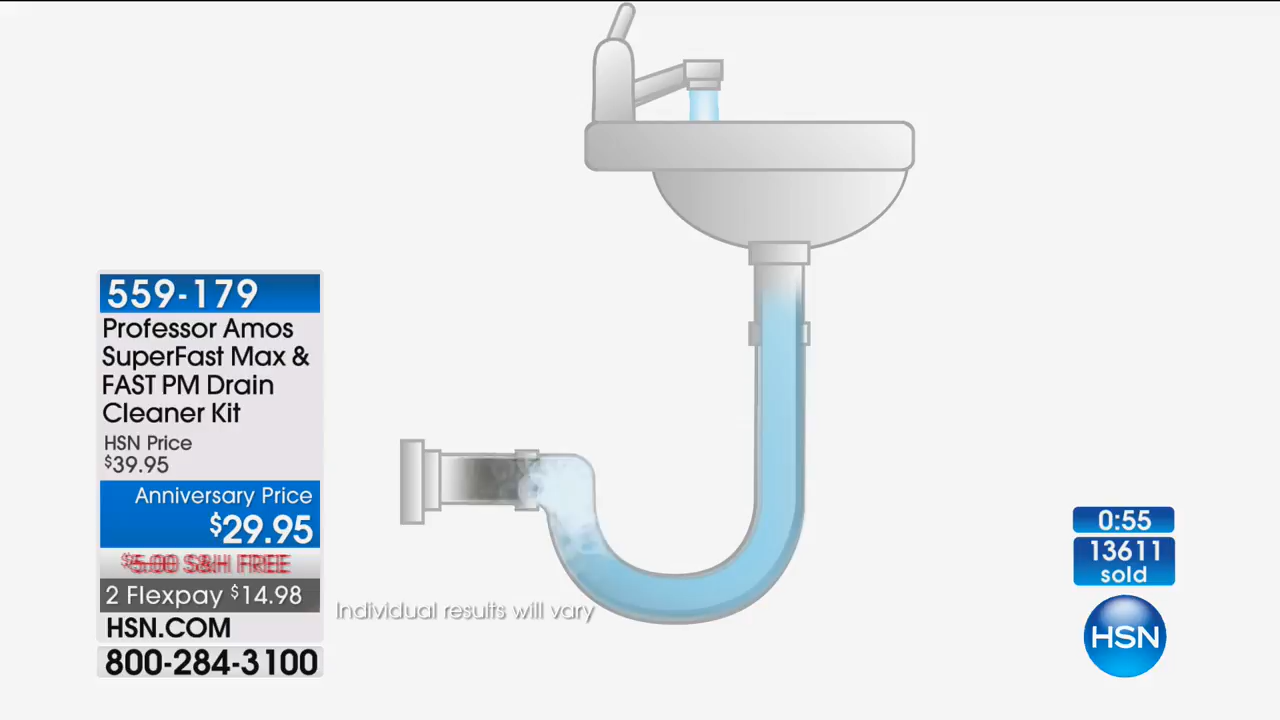 559-179
Professor Amos
SuperFast Max &
FAST PM Drain
Cleaner Kit
HSN Price
$39.95
Anniversary Price
$29.95
$5.00 S&H FREE
2 Flexpay $14.98
HSN.COM
800-284-3100
Individual results will vary
0:55
13611
sold
HSN